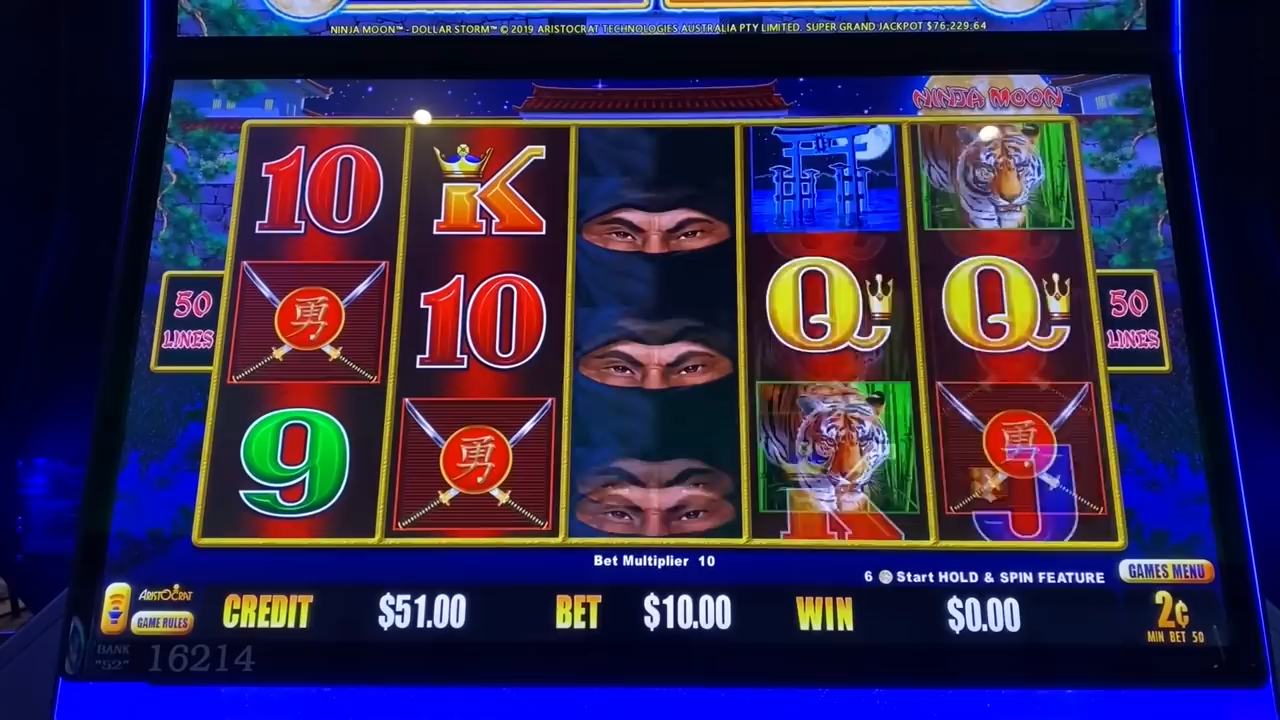 NINJA MOON™ - DOLLAR STORM™ © 2019 ARISTOCRAT TECHNOLOGIES AUSTRALIA PTY LIMITED. SUPER GRAND JACKPOT $76,229.64
NINJA MOON™
10 K
勇 10 Q Q
9 勇 K 勇 J
50 LINES
50 LINES
Bet Multiplier 10
6 Start HOLD & SPIN FEATURE
GAMES MENU
ARISTOCRAT
GAME RULES
CREDIT $51.00 BET $10.00 WIN $0.00
2¢
MIN BET 50
BANK
"52" 16214